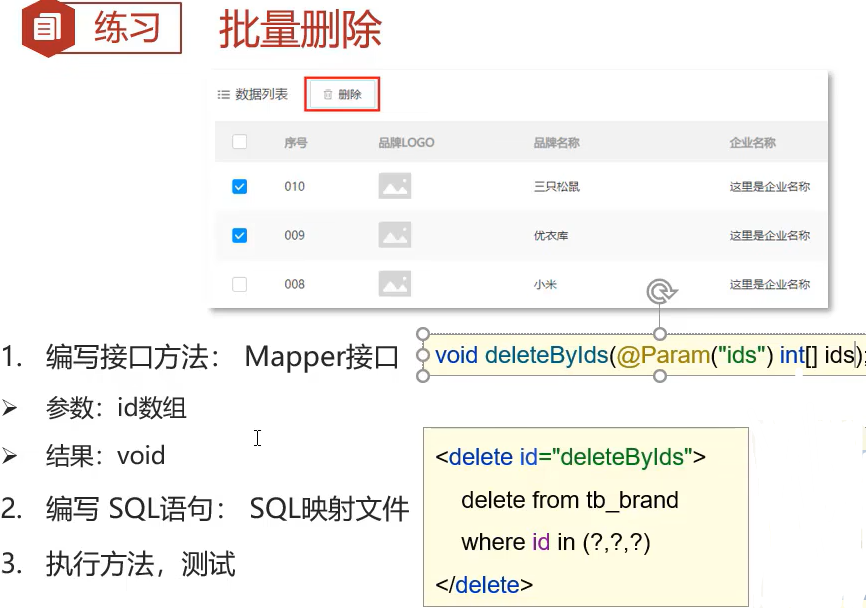 练习 批量删除
数据列表 删除
序号 品牌LOGO 品牌名称 企业名称
010 三只松鼠 这里是企业名称
009 优衣库 这里是企业名称
008 小米 这里是企业名称
1. 编写接口方法： Mapper接口
void deleteByIds(@Param("ids") int[] ids);
➢ 参数：id数组
➢ 结果：void
2. 编写 SQL语句： SQL映射文件
3. 执行方法，测试
<delete id="deleteByIds">
delete from tb_brand
where id in (?,?,?)
</delete>